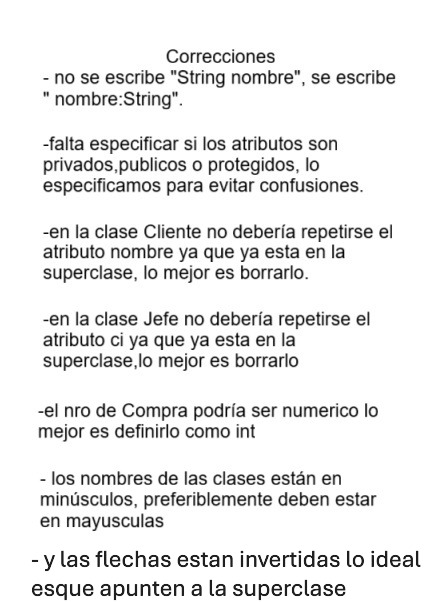 Correcciones
- no se escribe "String nombre", se escribe
" nombre:String".
-falta especificar si los atributos son
privados,publicos o protegidos, lo
especificamos para evitar confusiones.
-en la clase Cliente no debería repetirse el
atributo nombre ya que ya esta en la
superclase, lo mejor es borrarlo.
-en la clase Jefe no debería repetirse el
atributo ci ya que ya esta en la
superclase,lo mejor es borrarlo
-el nro de Compra podría ser numerico lo
mejor es definirlo como int
- los nombres de las clases están en
minúsculos, preferiblemente deben estar
en mayusculas
- y las flechas estan invertidas lo ideal
esque apunten a la superclase